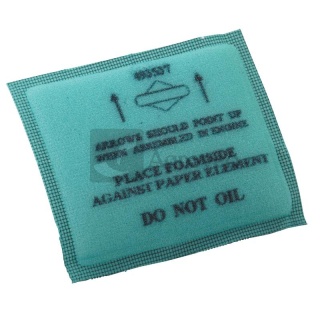 493537
ARROWS SHOULD POINT UP
WHEN ASSEMBLED IN ENGINE
PLACE FOAMSIDE
AGAINST PAPER ELEMENT
DO NOT OIL